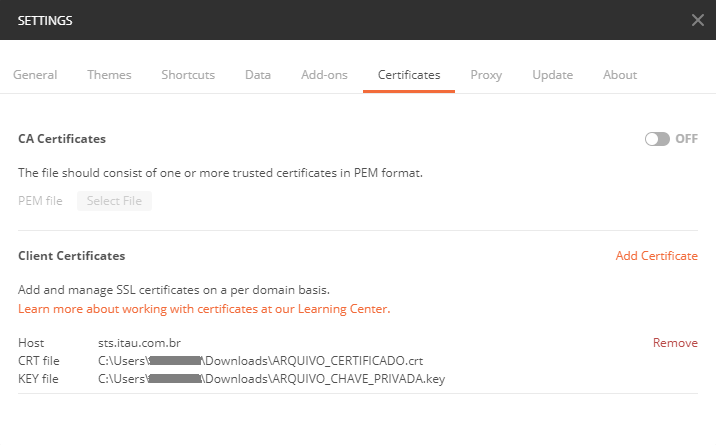 SETTINGS
General Themes Shortcuts Data Add-ons Certificates Proxy Update About
CA Certificates OFF
The file should consist of one or more trusted certificates in PEM format.
PEM file Select File
Client Certificates Add Certificate
Add and manage SSL certificates on a per domain basis.
Learn more about working with certificates at our Learning Center.
Host sts.itau.com.br Remove
CRT file C:\Users\ \Downloads\ARQUIVO_CERTIFICADO.crt
KEY file C:\Users\ \Downloads\ARQUIVO_CHAVE_PRIVADA.key